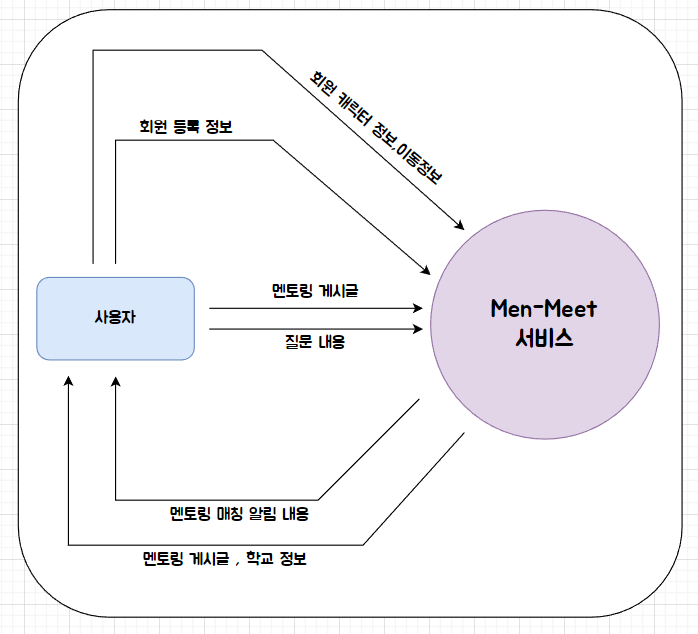 회원 캐릭터 정보,이동정보
회원 등록 정보
멘토링 게시글
사용자
Men-Meet
서비스
질문 내용
멘토링 매칭 알림 내용
멘토링 게시글 , 학교 정보